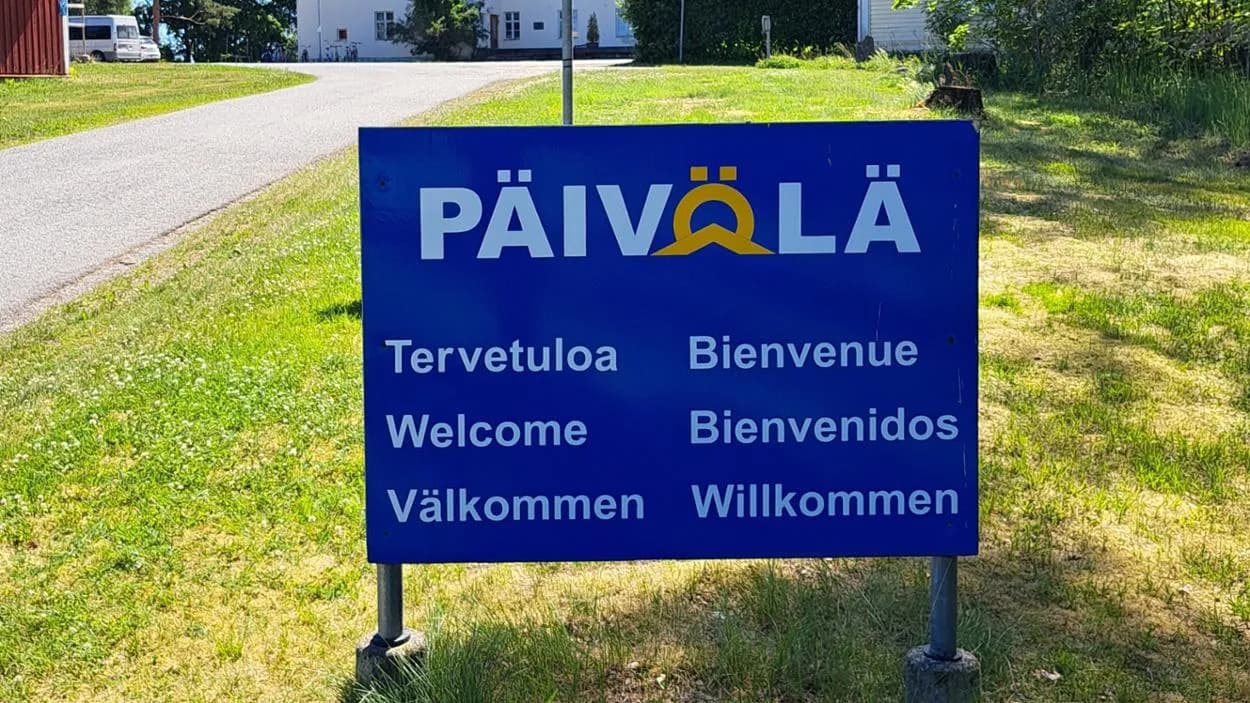 PÄIVÖLÄ
Tervetuloa
Welcome
Välkommen
Bienvenue
Bienvenidos
Willkommen